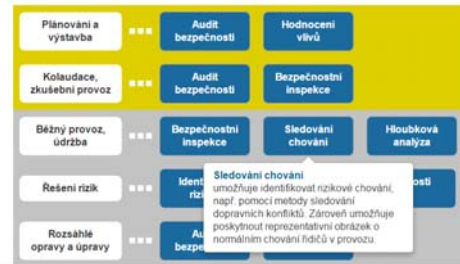 Plánování a
výstavba
Audit
bezpečnosti
Hodnocení
vlivů
Kolaudace,
zkušební provoz
Audit
bezpečnosti
Bezpečnostní
inspekce
Běžný provoz,
údržba
Bezpečnostní
inspekce
Sledování
chování
Hloubková
analýza
Řešení rizik
Sledování chování
umožňuje identifikovat rizikové chování,
např. pomocí metody sledování
dopravních konfliktů. Zároveň umožňuje
poskytnout reprezentativní obrázek o
normálním chování řidičů v provozu.
Rozsáhlé
opravy a úpravy